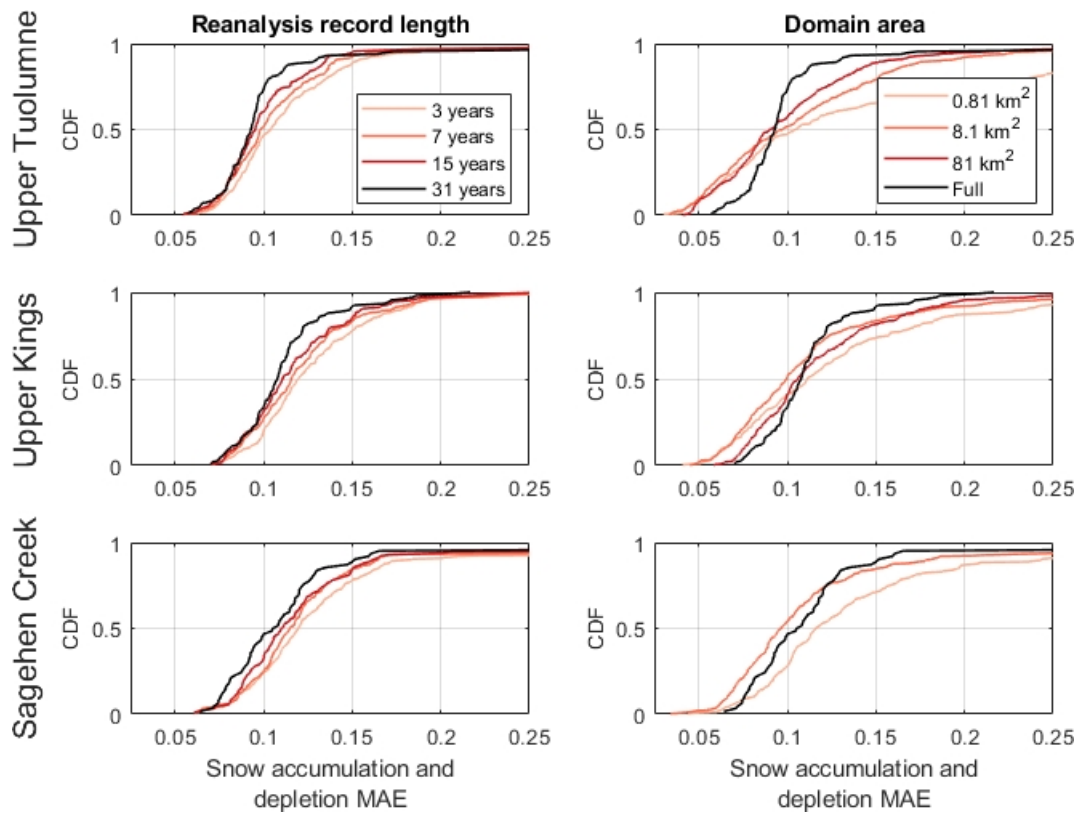 Reanalysis record length
Domain area
Upper Tuolumne
CDF
1
0.5
0
0.05 0.1 0.15 0.2 0.25
3 years
7 years
15 years
31 years
CDF
1
0.5
0
0.05 0.1 0.15 0.2 0.25
0.81 km²
8.1 km²
81 km²
Full
Upper Kings
CDF
1
0.5
0
0.05 0.1 0.15 0.2 0.25
CDF
1
0.5
0
0.05 0.1 0.15 0.2 0.25
Sagehen Creek
CDF
1
0.5
0
0.05 0.1 0.15 0.2 0.25
Snow accumulation and
depletion MAE
CDF
1
0.5
0
0.05 0.1 0.15 0.2 0.25
Snow accumulation and
depletion MAE